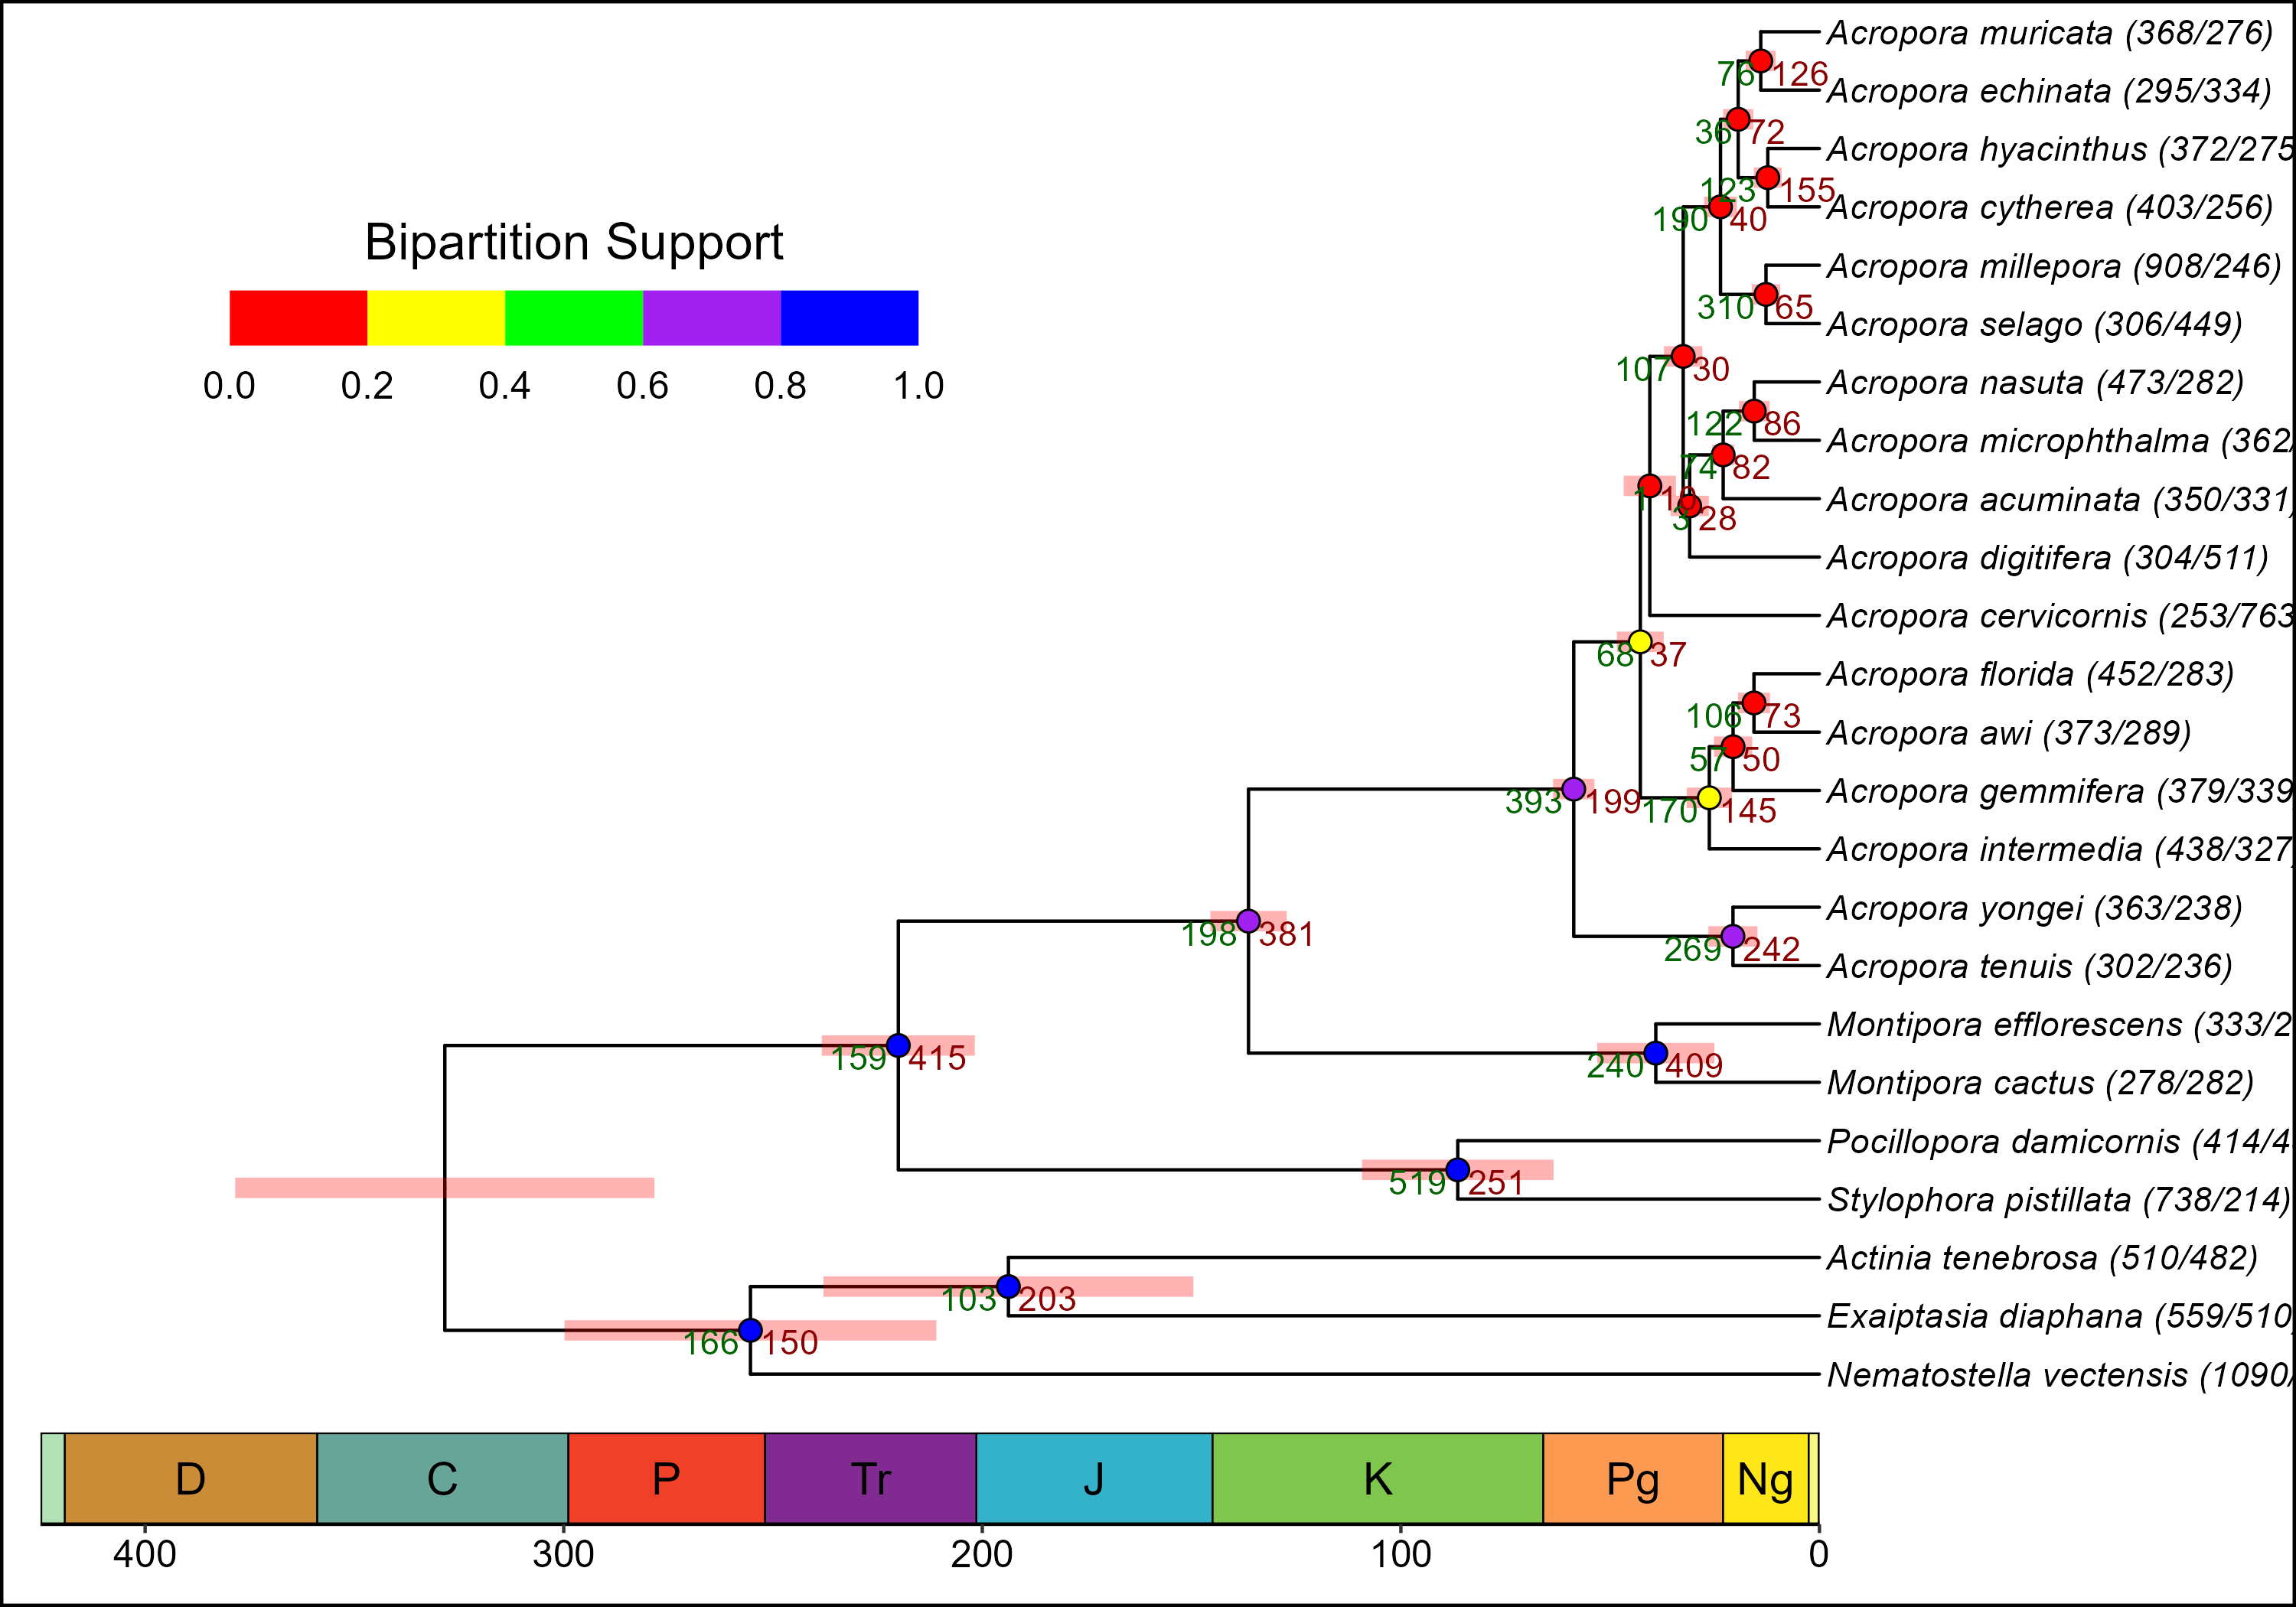 Acropora muricata (368/276)
76 126
Acropora echinata (295/334)
36 72
Acropora hyacinthus (372/275
123 155
Acropora cytherea (403/256)
190 40
Bipartition Support
Acropora millepora (908/246)
310 65
Acropora selago (306/449)
107 30
0.0 0.2 0.4 0.6 0.8 1.0
Acropora nasuta (473/282)
122 86
Acropora microphthalma (362/
74 82
Acropora acuminata (350/331)
1
3 28
Acropora digitifera (304/511)
Acropora cervicornis (253/763
68 37
Acropora florida (452/283)
106 73
Acropora awi (373/289)
57 50
Acropora gemmifera (379/339
393 199 170 145
Acropora intermedia (438/327)
Acropora yongei (363/238)
198 381
269 242
Acropora tenuis (302/236)
Montipora efflorescens (333/2
159 415
240 409
Montipora cactus (278/282)
Pocillopora damicornis (414/4
519 251
Stylophora pistillata (738/214)
Actinia tenebrosa (510/482)
103 203
Exaiptasia diaphana (559/510
166 150
Nematostella vectensis (1090/
D C P Tr J K Pg Ng
400 300 200 100 0